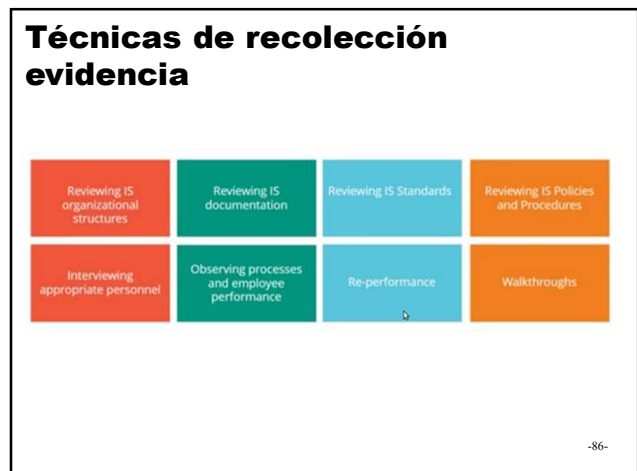 Técnicas de recolección
evidencia
Reviewing IS
organizational
structures
Reviewing IS
documentation
Reviewing IS Standards
Reviewing IS Policies
and Procedures
Interviewing
appropriate personnel
Observing processes
and employee
performance
Re-performance
Walkthroughs
-86-